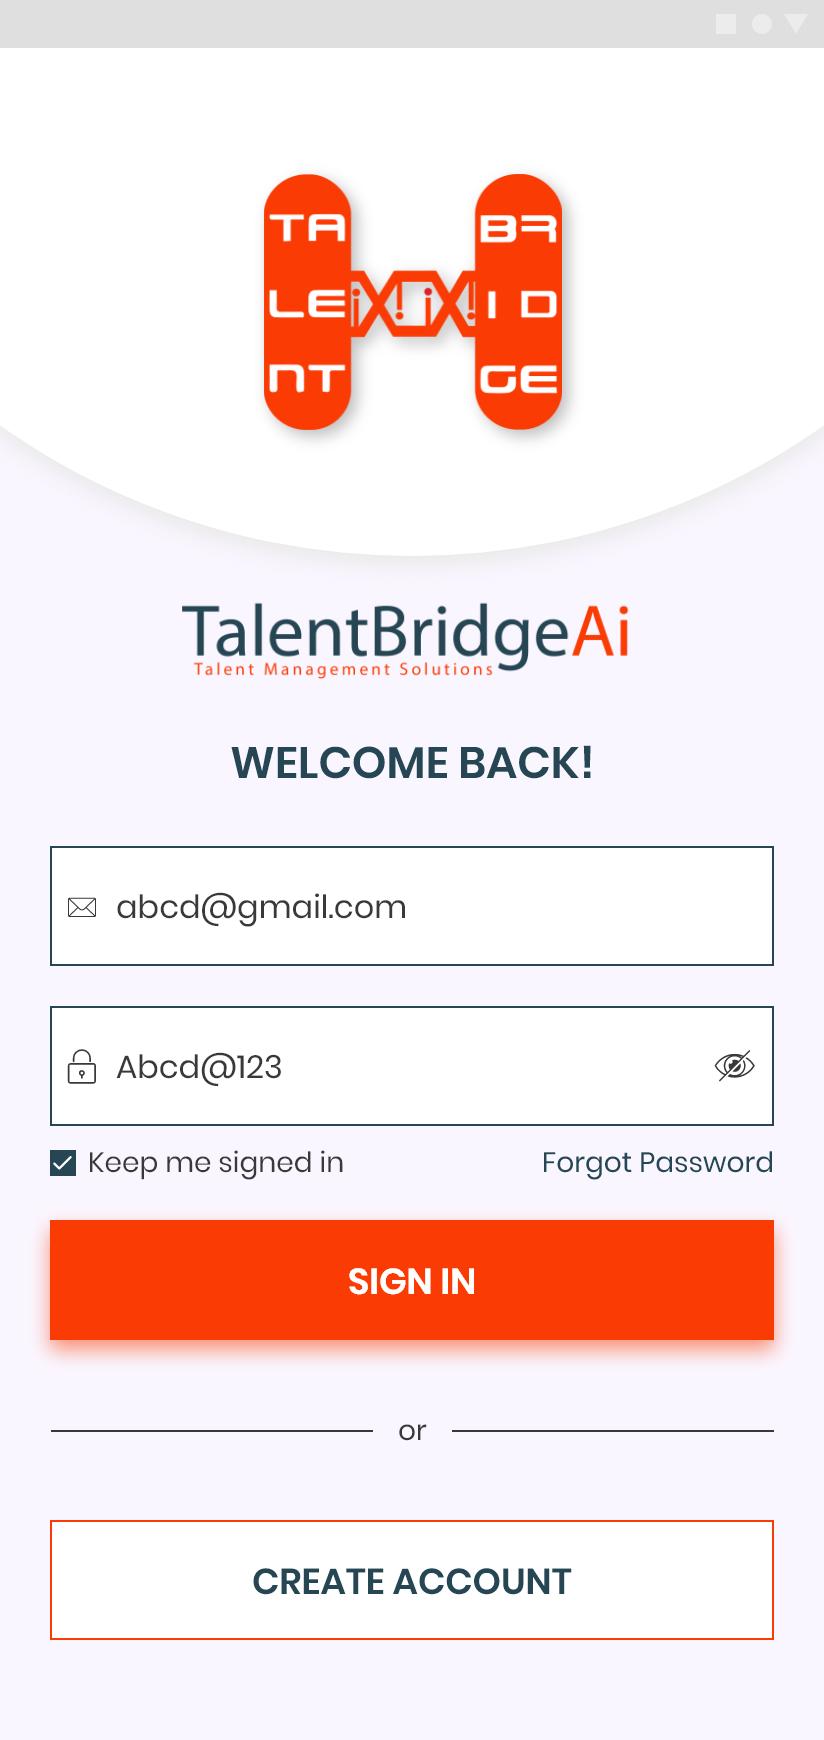 TA BR
LE ID
NT GE
TalentBridgeAi
Talent Management Solutions
WELCOME BACK!
abcd@gmail.com
Abcd@123
Keep me signed in Forgot Password
SIGN IN
or
CREATE ACCOUNT